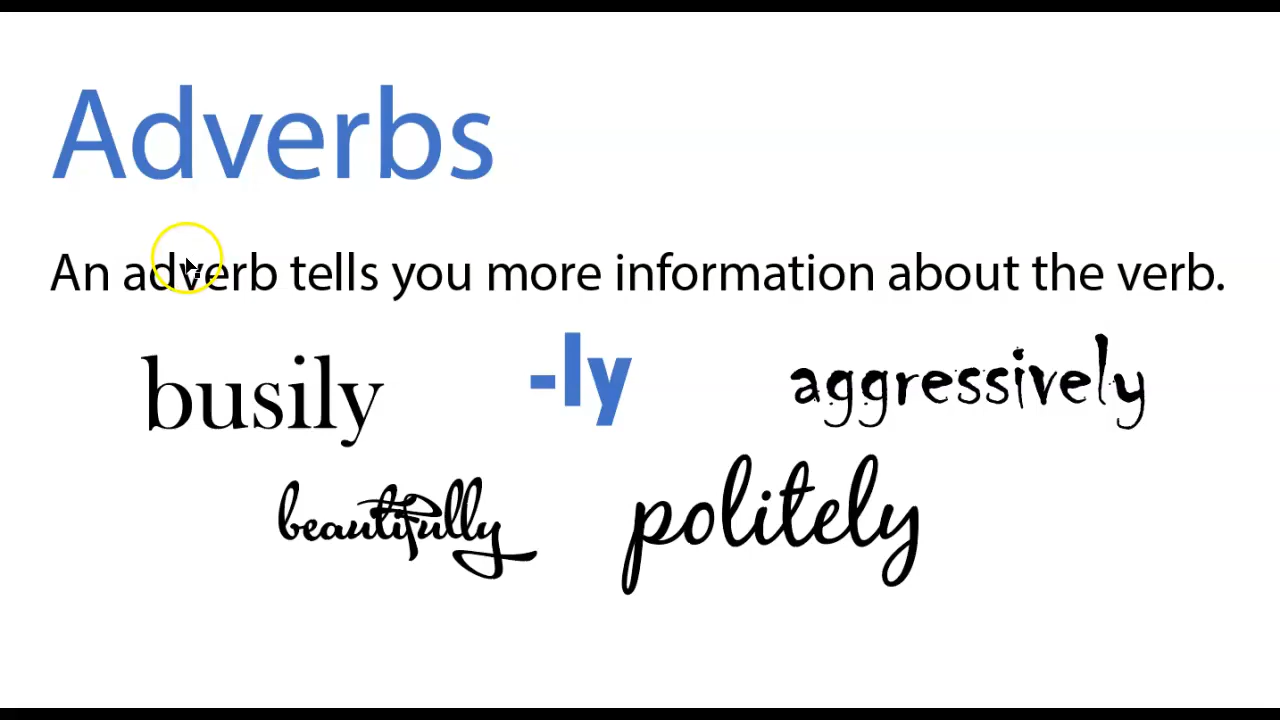 Adverbs
An adverb tells you more information about the verb.
busily -ly aggressively
beautifully politely